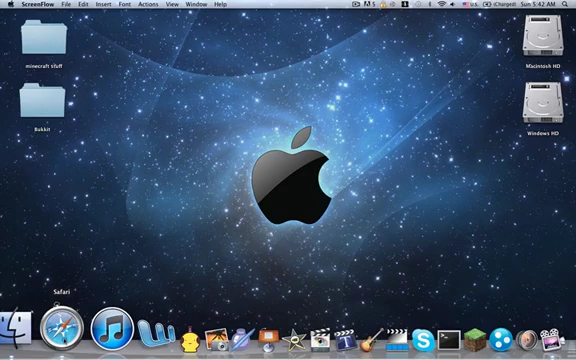 ScreenFlow File Edit Insert Font Actions View Window Help (Charged) Sun 5:42 AM
minecraft stuff
Macintosh HD
Bukkit
Windows HD
Safari